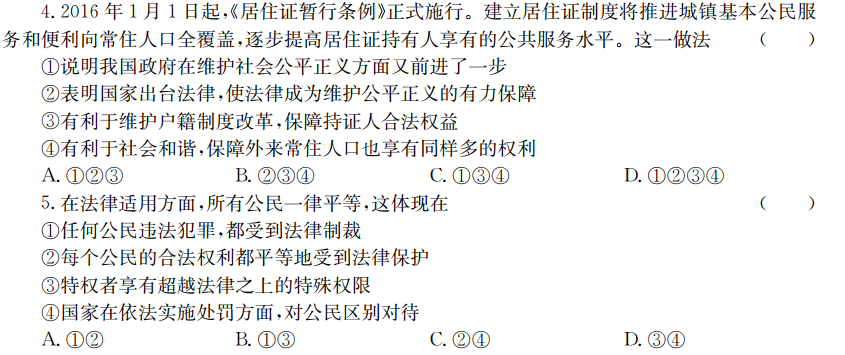 4. 2016 年 1 月 1 日起,《居住证暂行条例》正式施行。建立居住证制度将推进城镇基本公民服
务和便利向常住人口全覆盖,逐步提高居住证持有人享有的公共服务水平。这一做法 (　　)
①说明我国政府在维护社会公平正义方面又前进了一步
②表明国家出台法律,使法律成为维护公平正义的有力保障
③有利于维护户籍制度改革,保障持证人合法权益
④有利于社会和谐,保障外来常住人口也享有同样多的权利
A. ①②③ B. ②③④ C. ①③④ D. ①②③④
5. 在法律适用方面,所有公民一律平等,这体现在 (　　)
①任何公民违法犯罪,都受到法律制裁
②每个公民的合法权利都平等地受到法律保护
③特权者享有超越法律之上的特殊权限
④国家在依法实施处罚方面,对公民区别对待
A. ①② B. ①③ C. ②④ D. ③④